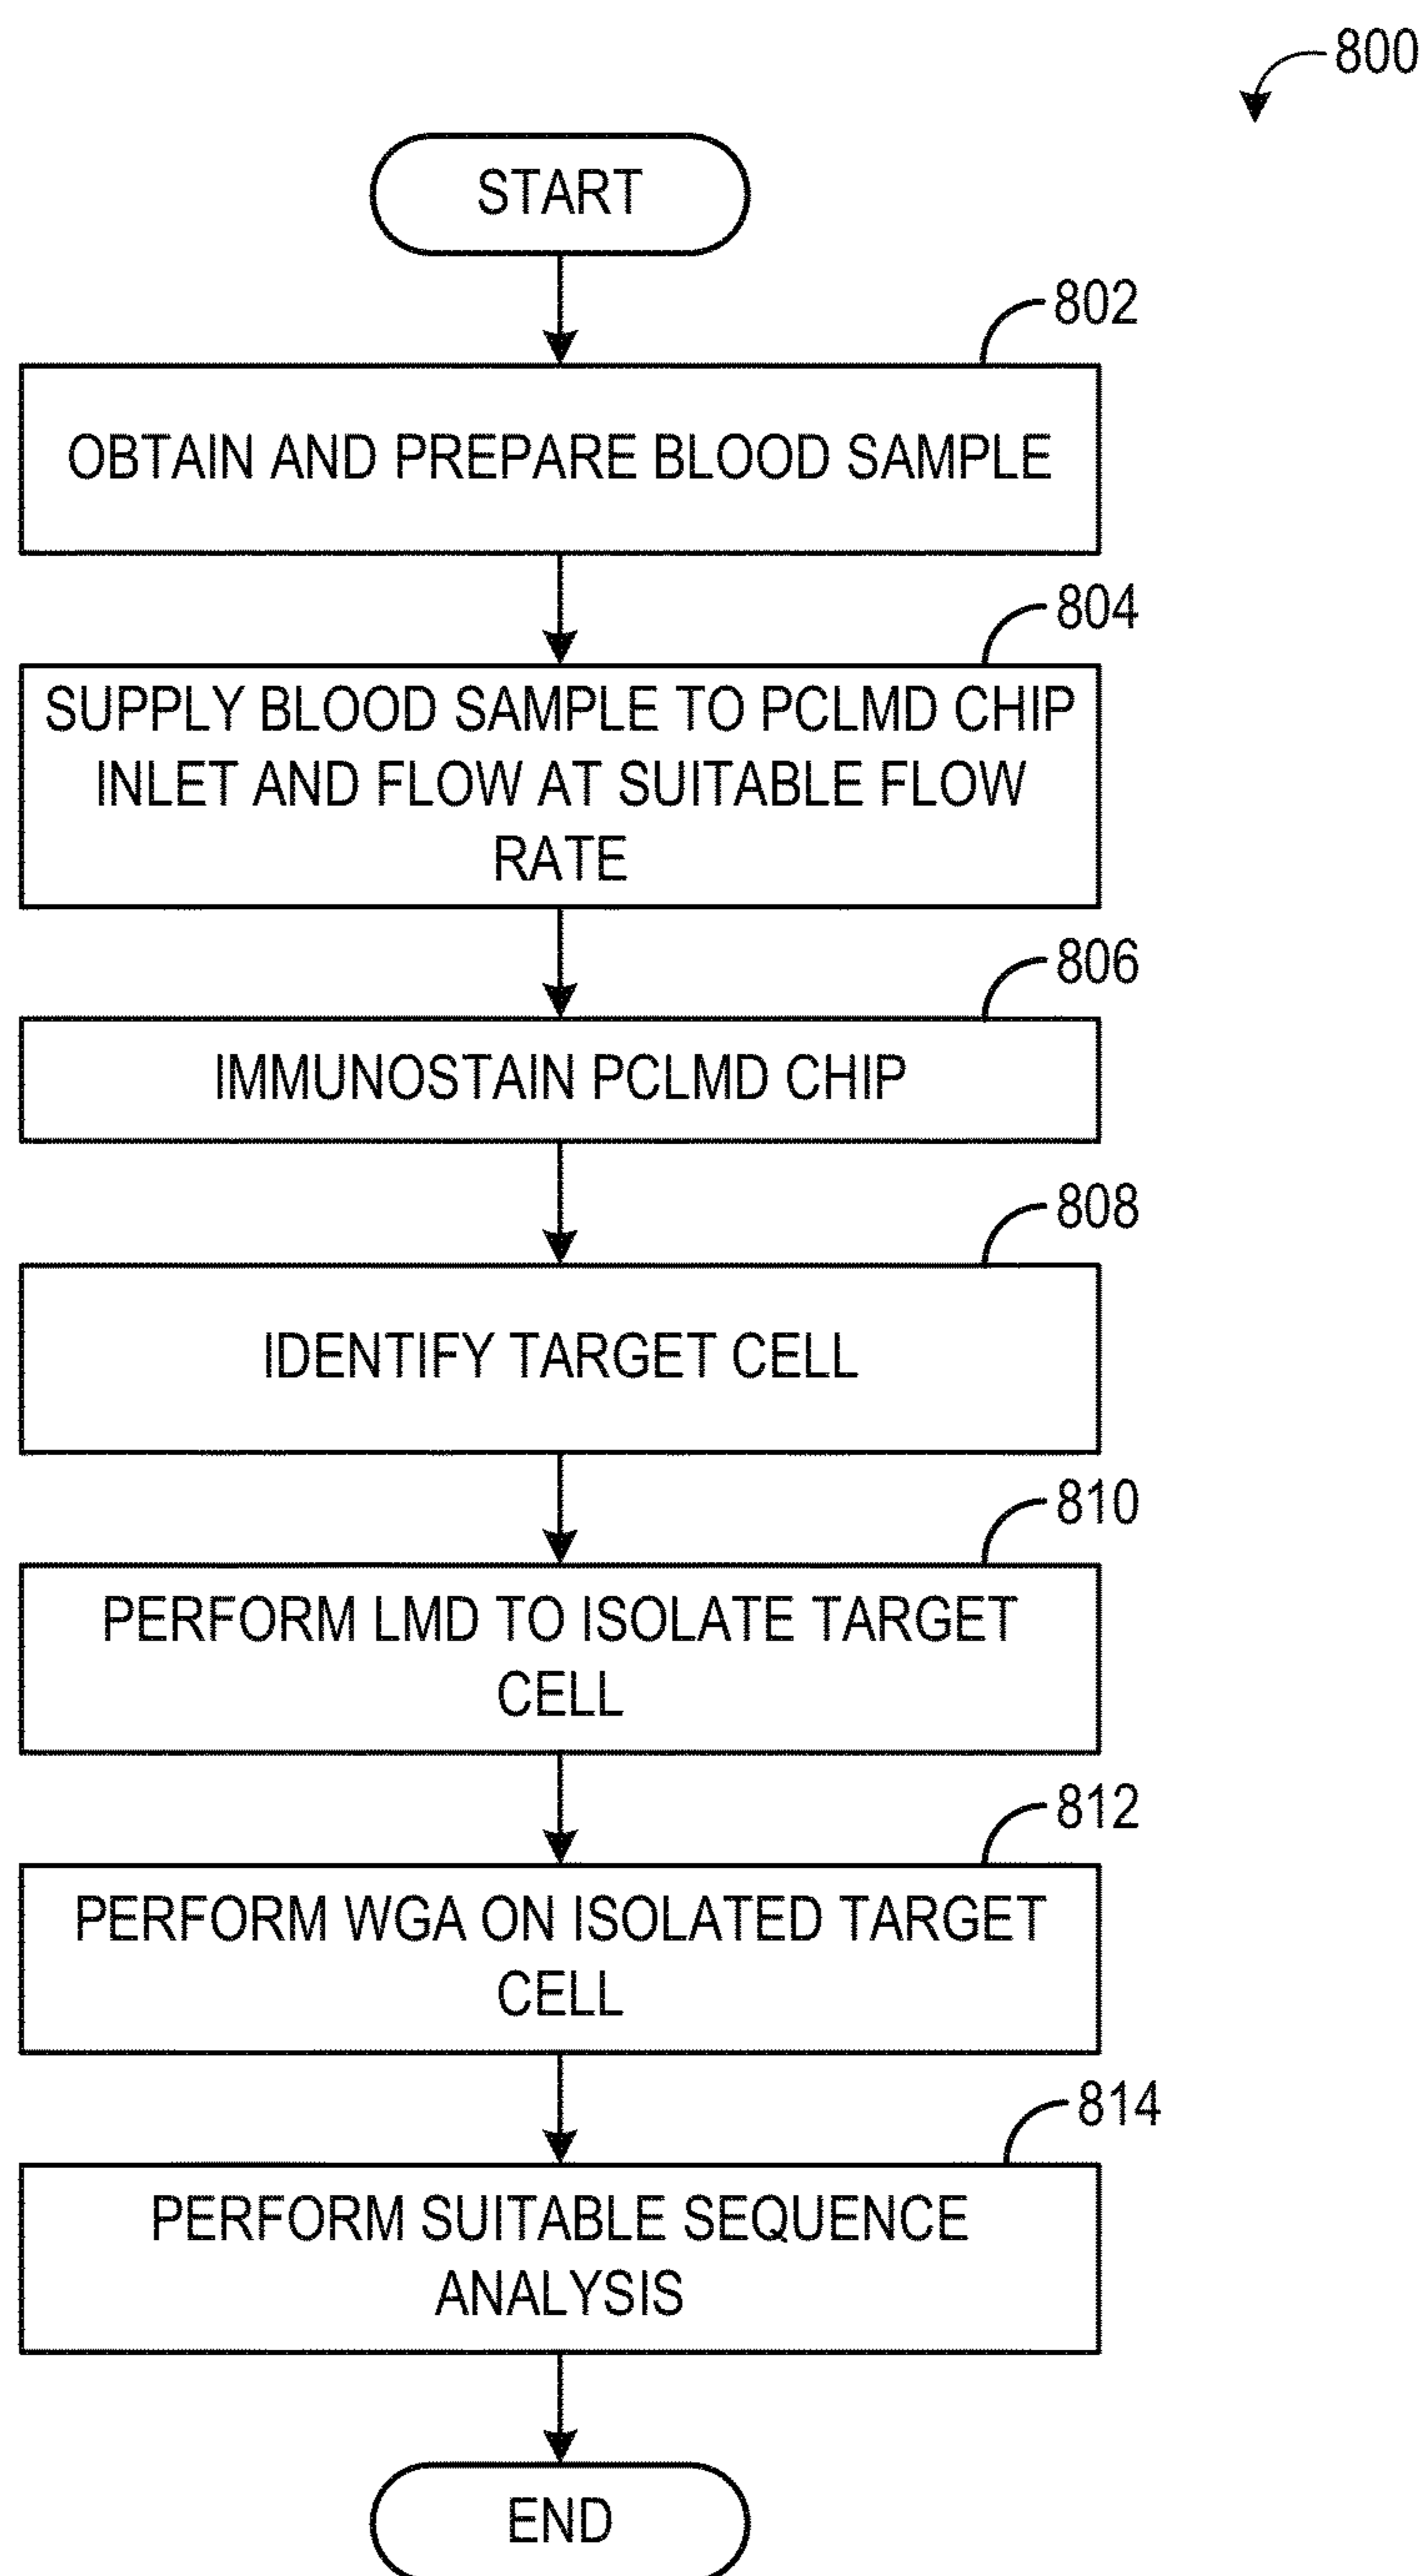 800
START
802
OBTAIN AND PREPARE BLOOD SAMPLE
804
SUPPLY BLOOD SAMPLE TO PCLMD CHIP
INLET AND FLOW AT SUITABLE FLOW
RATE
806
IMMUNOSTAIN PCLMD CHIP
808
IDENTIFY TARGET CELL
810
PERFORM LMD TO ISOLATE TARGET
CELL
812
PERFORM WGA ON ISOLATED TARGET
CELL
814
PERFORM SUITABLE SEQUENCE
ANALYSIS
END